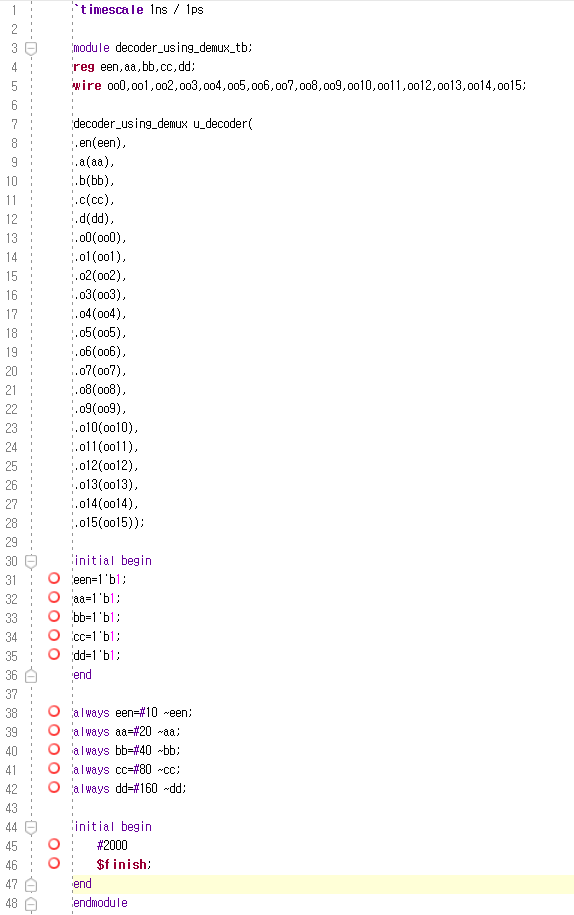 1 `timescale 1ns / 1ps
2
3 module decoder_using_demux_tb;
4 reg een,aa,bb,cc,dd;
5 wire oo0,oo1,oo2,oo3,oo4,oo5,oo6,oo7,oo8,oo9,oo10,oo11,oo12,oo13,oo14,oo15;
6
7 decoder_using_demux u_decoder(
8 .en(een),
9 .a(aa),
10 .b(bb),
11 .c(cc),
12 .d(dd),
13 .o0(oo0),
14 .o1(oo1),
15 .o2(oo2),
16 .o3(oo3),
17 .o4(oo4),
18 .o5(oo5),
19 .o6(oo6),
20 .o7(oo7),
21 .o8(oo8),
22 .o9(oo9),
23 .o10(oo10),
24 .o11(oo11),
25 .o12(oo12),
26 .o13(oo13),
27 .o14(oo14),
28 .o15(oo15));
29
30 initial begin
31 een=1'b1;
32 aa=1'b1;
33 bb=1'b1;
34 cc=1'b1;
35 dd=1'b1;
36 end
37
38 always een=#10 ~een;
39 always aa=#20 ~aa;
40 always bb=#40 ~bb;
41 always cc=#80 ~cc;
42 always dd=#160 ~dd;
43
44 initial begin
45 #2000
46 $finish;
47 end
48 endmodule